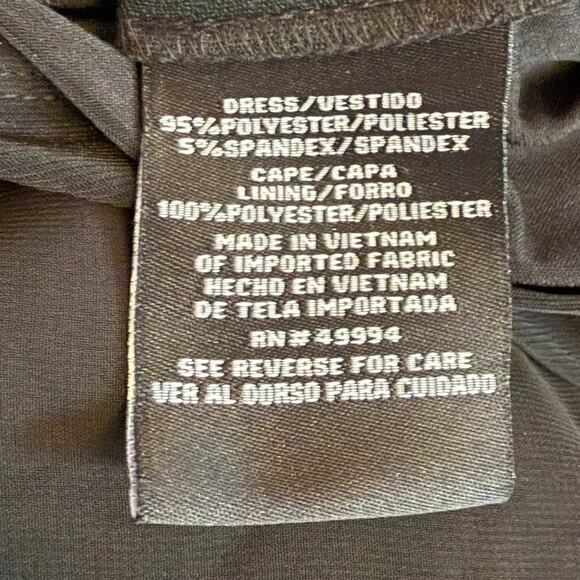 DRESS/VESTIDO
95%POLYESTER/POLIESTER
5%SPANDEX/SPANDEX
CAPE/CAPA
LINING/FORRO
100%POLYESTER/POLIESTER
MADE IN VIETNAM
OF IMPORTED FABRIC
HECHO EN VIETNAM
DE TELA IMPORTADA
RN#49994
SEE REVERSE FOR CARE
VER AL DORSO PARA CUIDADO